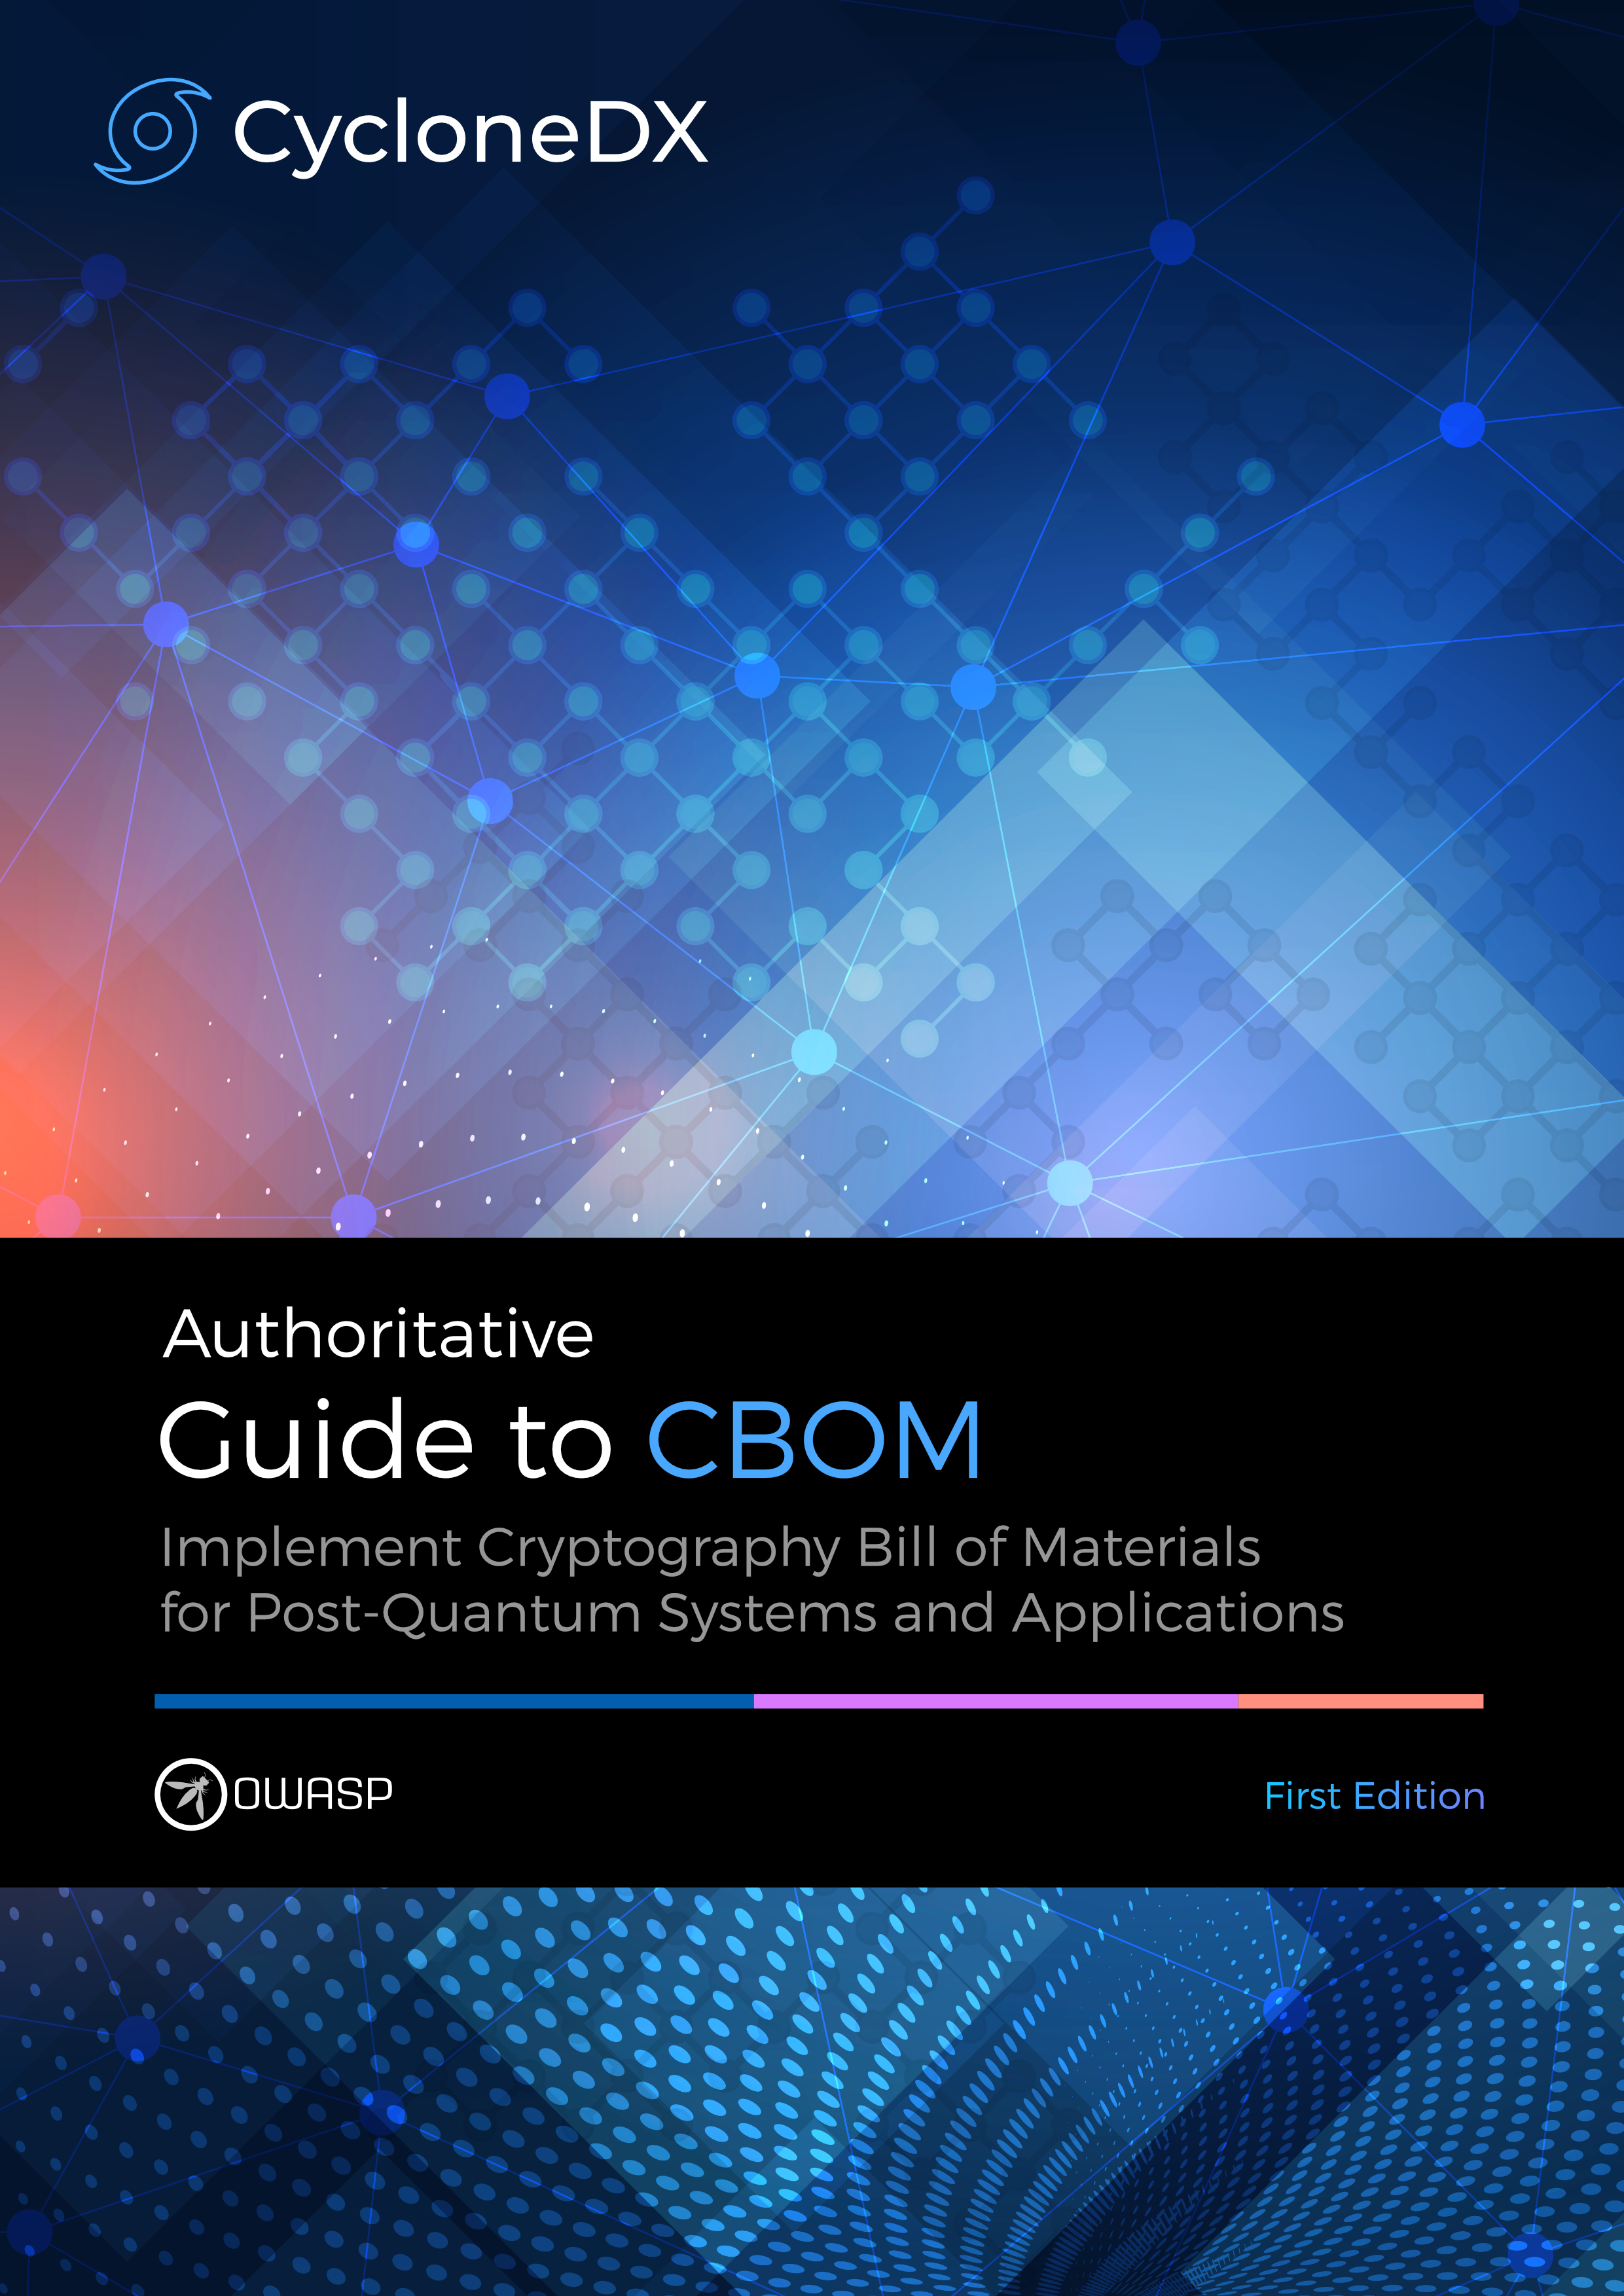 CycloneDX
Authoritative
Guide to CBOM
Implement Cryptography Bill of Materials
for Post-Quantum Systems and Applications
OWASP
First Edition